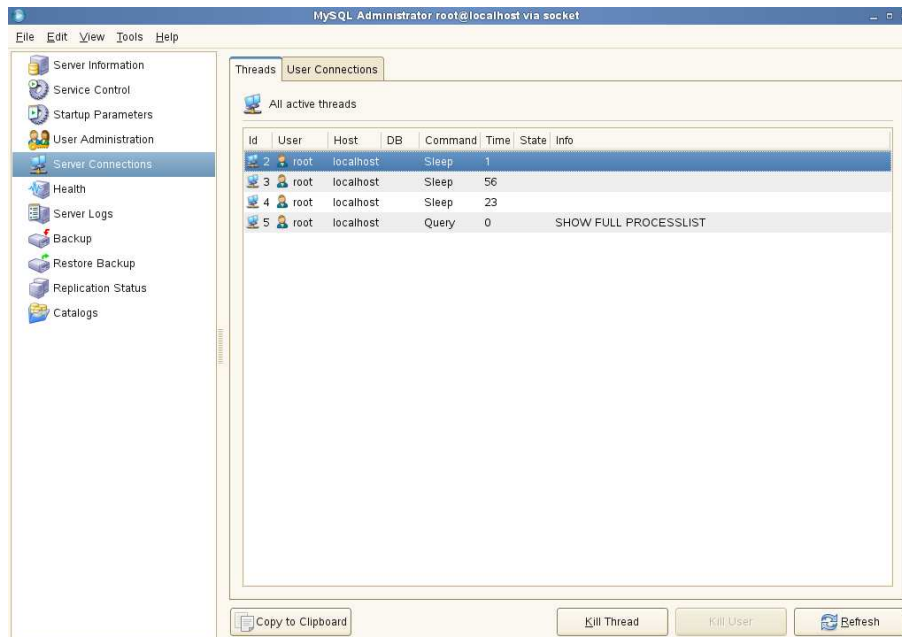 MySQL Administrator root@localhost via socket
File Edit View Tools Help
Server Information
Service Control
Startup Parameters
User Administration
Server Connections
Health
Server Logs
Backup
Restore Backup
Replication Status
Catalogs
Threads User Connections
All active threads
Id User Host DB Command Time State Info
2 root localhost Sleep 1
3 root localhost Sleep 56
4 root localhost Sleep 23
5 root localhost Query 0 SHOW FULL PROCESSLIST
Copy to Clipboard Kill Thread Kill User Refresh